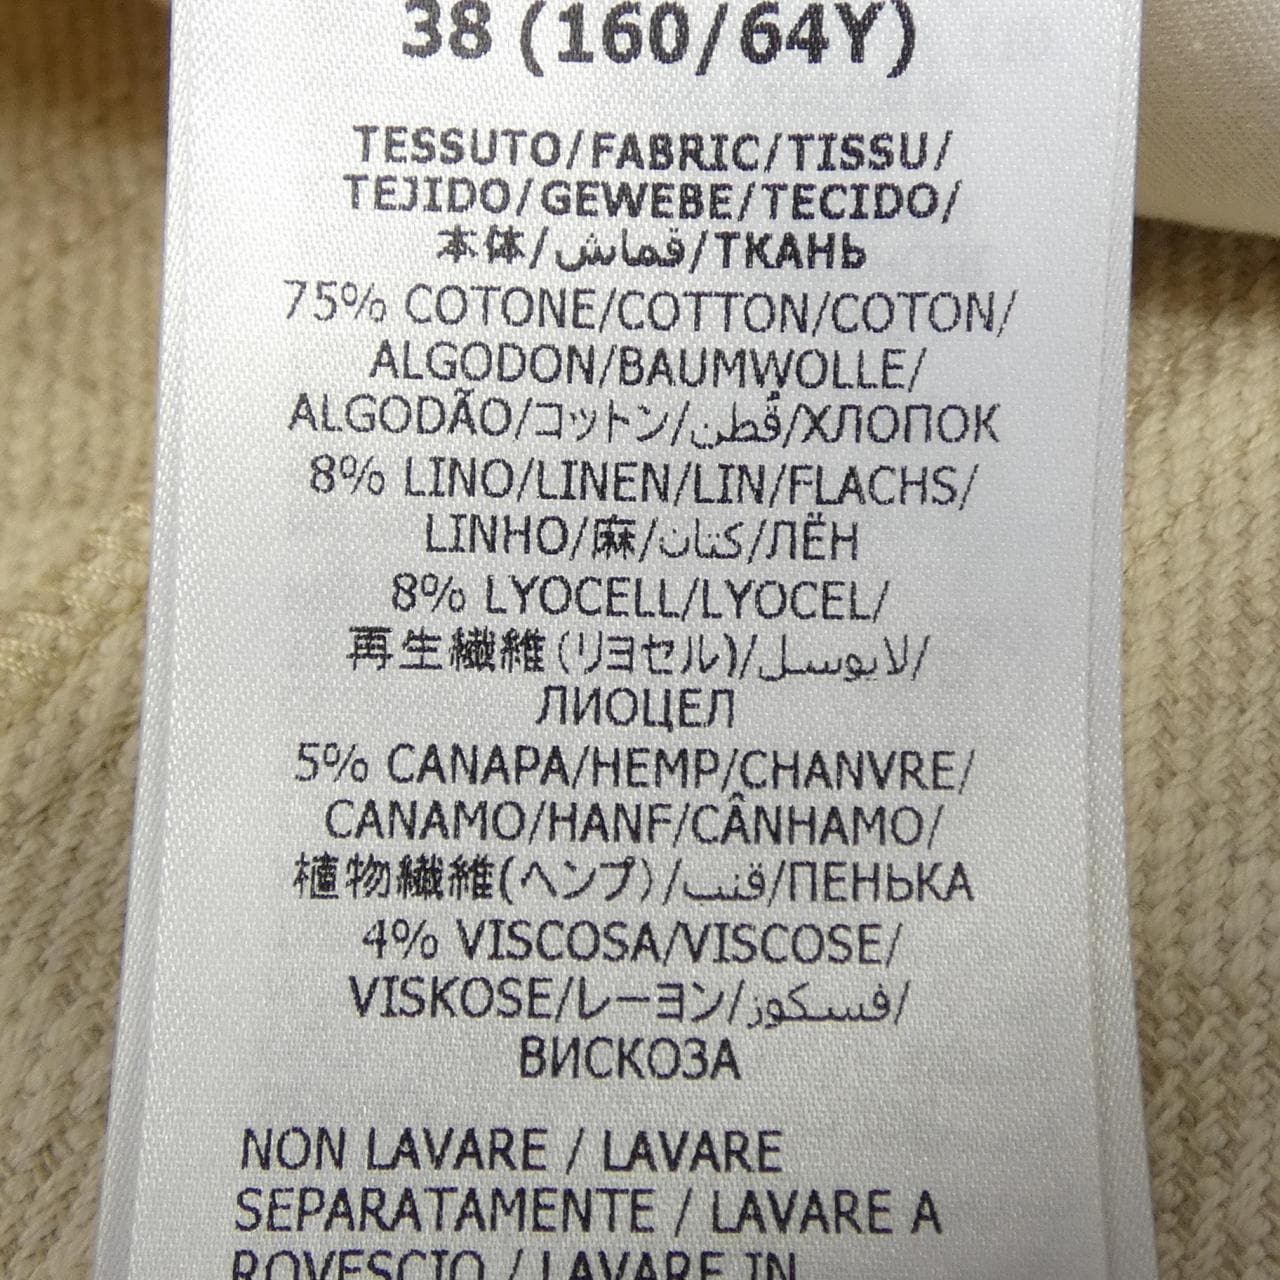 38 (160/64Y)
TESSUTO/FABRIC/TISSU/
TEJIDO/GEWEBE/TECIDO/
本体/قماش/ТКАНЬ
75% COTONE/COTTON/COTON/
ALGODON/BAUMWOLLE/
ALGODÃO/コットン/قُطن/ХЛОПОК
8% LINO/LINEN/LIN/FLACHS/
LINHO/麻/كتان/ЛЁН
8% LYOCELL/LYOCEL/
再生繊維(リヨセル)/لايوسل/
ЛИОЦЕЛ
5% CANAPA/HEMP/CHANVRE/
CANAMO/HANF/CÂNHAMO/
植物繊維(ヘンプ)/قنب/ПЕНЬКА
4% VISCOSA/VISCOSE/
VISKOSE/レーヨン/فسكوز/
ВИСКОЗА
NON LAVARE / LAVARE
SEPARATAMENTE / LAVARE A
ROVESCIO / LAVARE IN